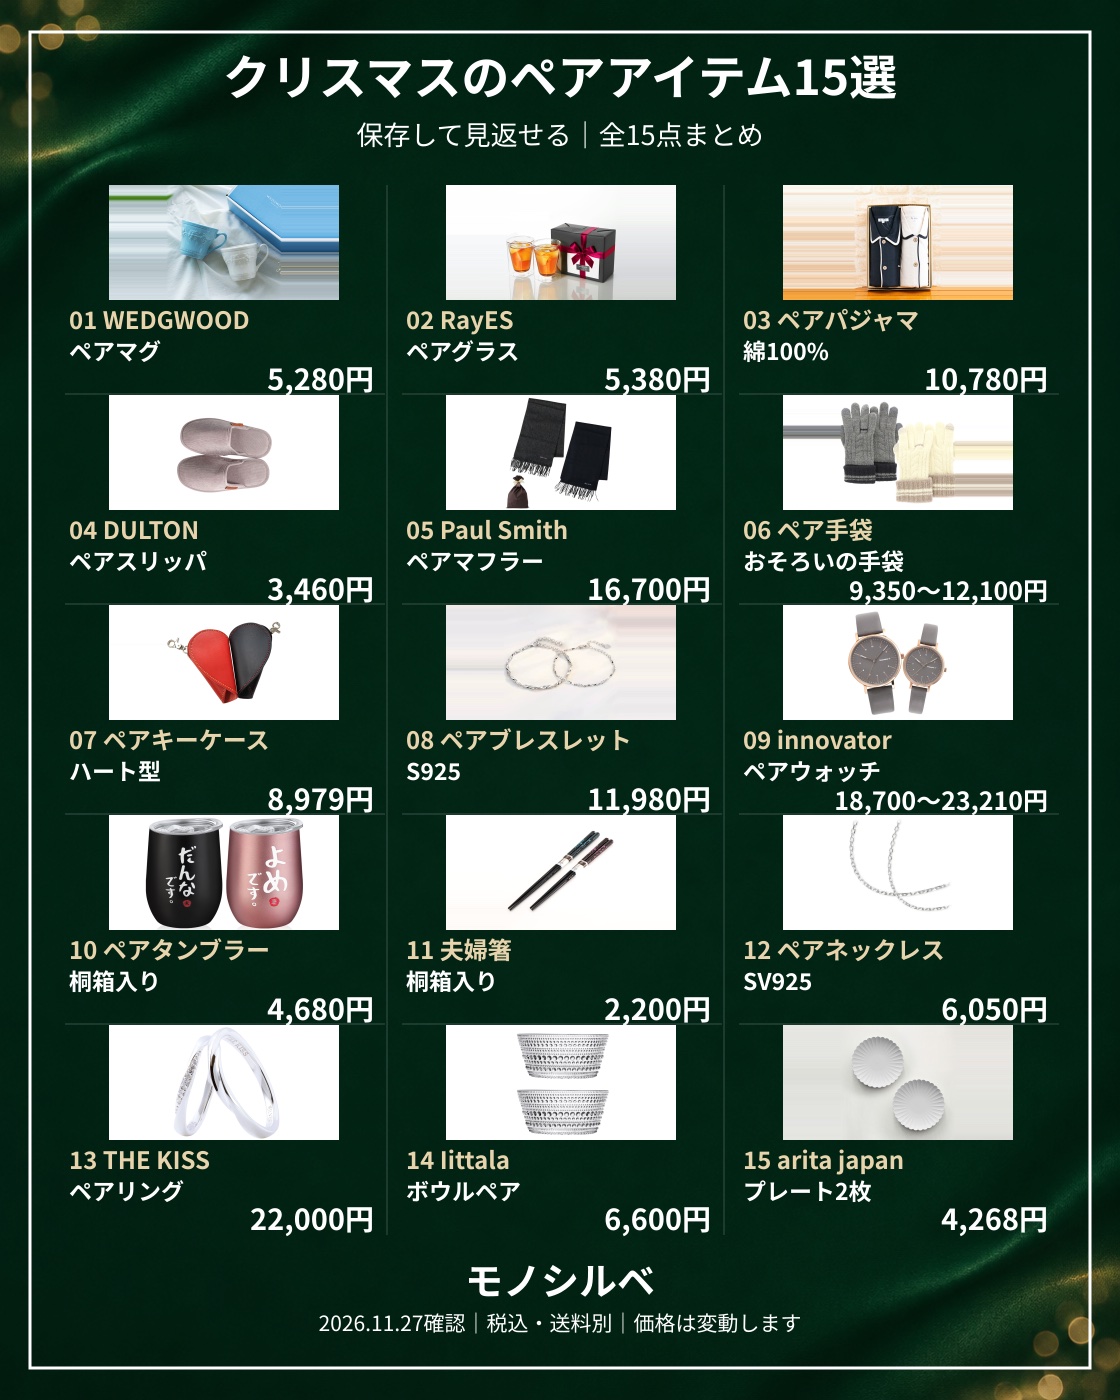 クリスマスのペアアイテム15選
保存して見返せる｜全15点まとめ
01 WEDGWOOD
ペアマグ
5,280円
02 RayES
ペアグラス
5,380円
03 ペアパジャマ
綿100%
10,780円
04 DULTON
ペアスリッパ
3,460円
05 Paul Smith
ペアマフラー
16,700円
06 ペア手袋
おそろいの手袋
9,350〜12,100円
07 ペアキーケース
ハート型
8,979円
08 ペアブレスレット
S925
11,980円
09 innovator
ペアウォッチ
18,700〜23,210円
だんな
です。
よめ
です。
10 ペアタンブラー
桐箱入り
4,680円
11 夫婦箸
桐箱入り
2,200円
12 ペアネックレス
SV925
6,050円
13 THE KISS
ペアリング
22,000円
14 Iittala
ボウルペア
6,600円
15 arita japan
プレート2枚
4,268円
モノシルベ
2026.11.27確認｜税込・送料別｜価格は変動します